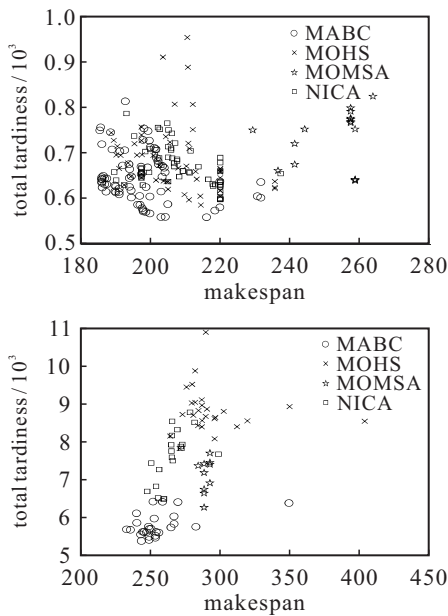 1.0
0.9
0.8
0.7
0.6
0.5
total tardiness / 10³
MABC
MOHS
MOMSA
NICA
180 200 220 240 260 280
makespan
11
10
9
8
7
6
5
total tardiness / 10³
MABC
MOHS
MOMSA
NICA
200 250 300 350 400 450
makespan